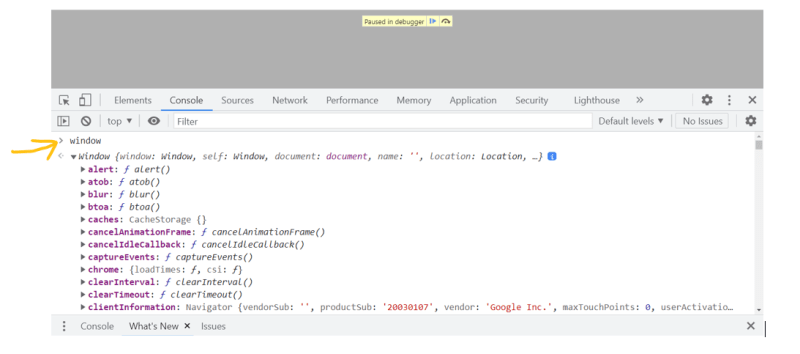 Paused in debugger
Elements Console Sources Network Performance Memory Application Security Lighthouse »
top ▼ Filter Default levels ▼ No Issues
> window
▼Window {window: Window, self: Window, document: document, name: '', location: Location, …} i
▶alert: ƒ alert()
▶atob: ƒ atob()
▶blur: ƒ blur()
▶btoa: ƒ btoa()
▶caches: CacheStorage {}
▶cancelAnimationFrame: ƒ cancelAnimationFrame()
▶cancelIdleCallback: ƒ cancelIdleCallback()
▶captureEvents: ƒ captureEvents()
▶chrome: {loadTimes: ƒ, csi: ƒ}
▶clearInterval: ƒ clearInterval()
▶clearTimeout: ƒ clearTimeout()
▶clientInformation: Navigator {vendorSub: '', productSub: '20030107', vendor: 'Google Inc.', maxTouchPoints: 0, userActivatio…
Console What's New × Issues